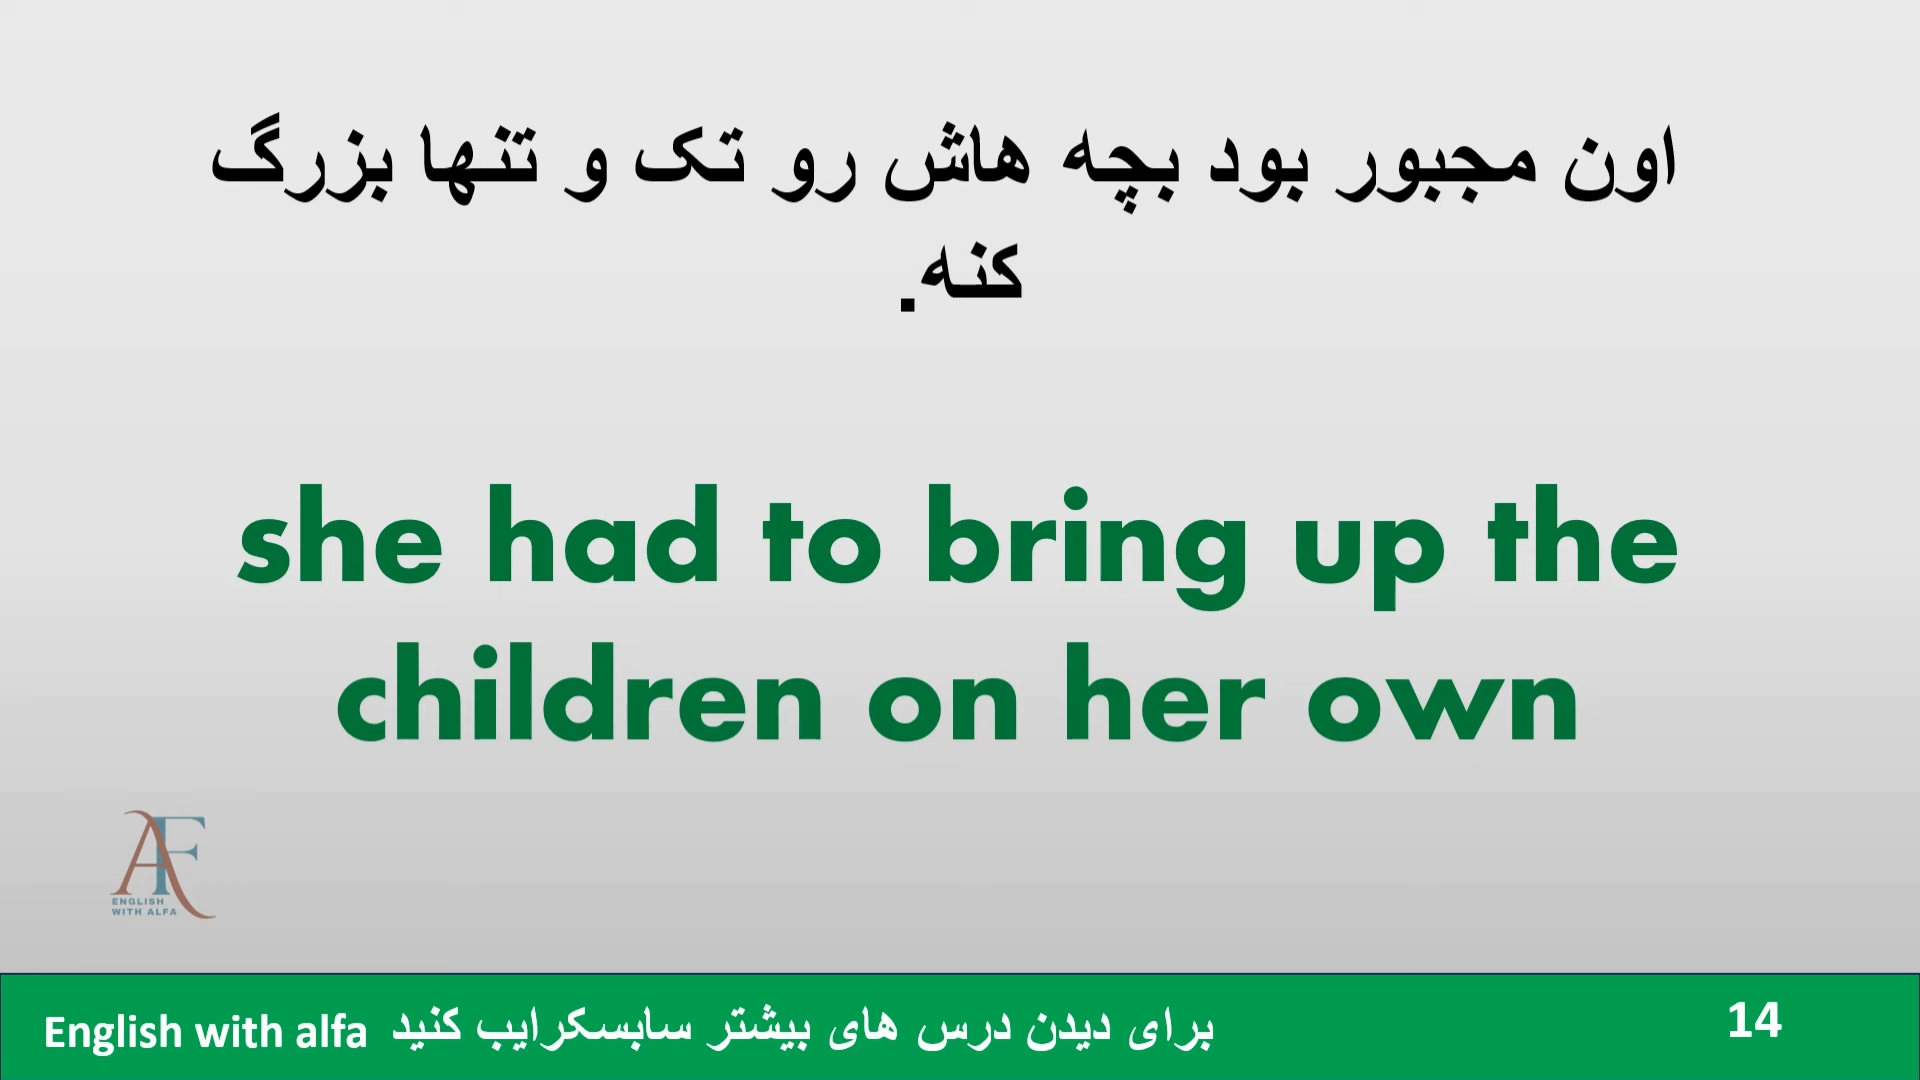 اون مجبور بود بچه هاش رو تک و تنها بزرگ
کنه.
she had to bring up the
children on her own
AF
ENGLISH
WITH ALFA
English with alfa برای دیدن درس های بیشتر سابسکرایب کنید
14